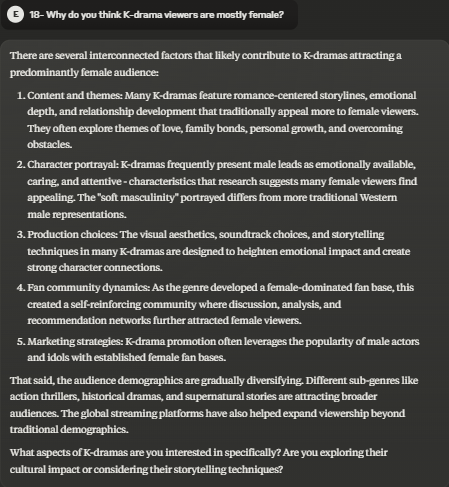 E 18- Why do you think K-drama viewers are mostly female?
There are several interconnected factors that likely contribute to K-dramas attracting a
predominantly female audience:
1. Content and themes: Many K-dramas feature romance-centered storylines, emotional
depth, and relationship development that traditionally appeal more to female viewers.
They often explore themes of love, family bonds, personal growth, and overcoming
obstacles.
2. Character portrayal: K-dramas frequently present male leads as emotionally available,
caring, and attentive - characteristics that research suggests many female viewers find
appealing. The "soft masculinity" portrayed differs from more traditional Western
male representations.
3. Production choices: The visual aesthetics, soundtrack choices, and storytelling
techniques in many K-dramas are designed to heighten emotional impact and create
strong character connections.
4. Fan community dynamics: As the genre developed a female-dominated fan base, this
created a self-reinforcing community where discussion, analysis, and
recommendation networks further attracted female viewers.
5. Marketing strategies: K-drama promotion often leverages the popularity of male actors
and idols with established female fan bases.
That said, the audience demographics are gradually diversifying. Different sub-genres like
action thrillers, historical dramas, and supernatural stories are attracting broader
audiences. The global streaming platforms have also helped expand viewership beyond
traditional demographics.
What aspects of K-dramas are you interested in specifically? Are you exploring their
cultural impact or considering their storytelling techniques?